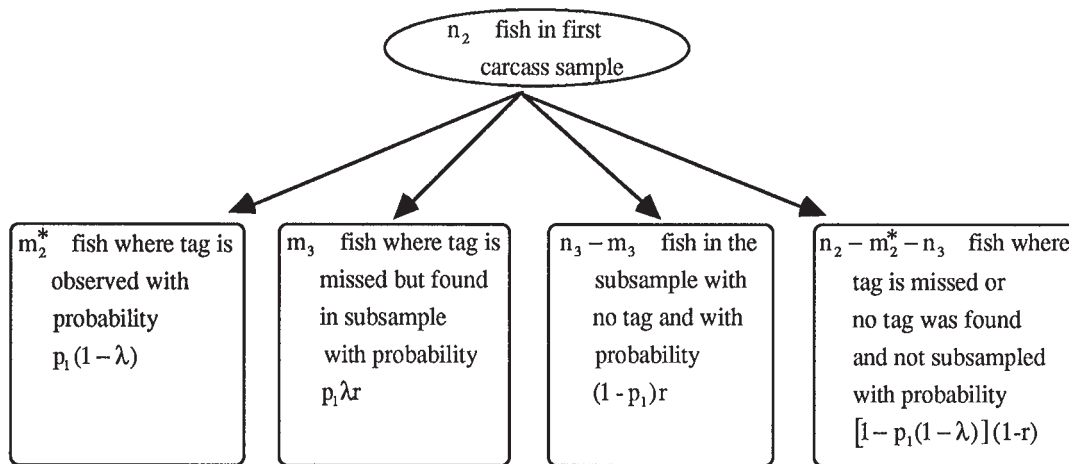 n₂ fish in first
carcass sample
m₂* fish where tag is
observed with
probability
p₁(1 – λ)
m₃ fish where tag is
missed but found
in subsample
with probability
p₁λr
n₃ – m₃ fish in the
subsample with
no tag and with
probability
(1 - p₁)r
n₂ – m₂* – n₃ fish where
tag is missed or
no tag was found
and not subsampled
with probability
[1– p₁(1 – λ)](1-r)